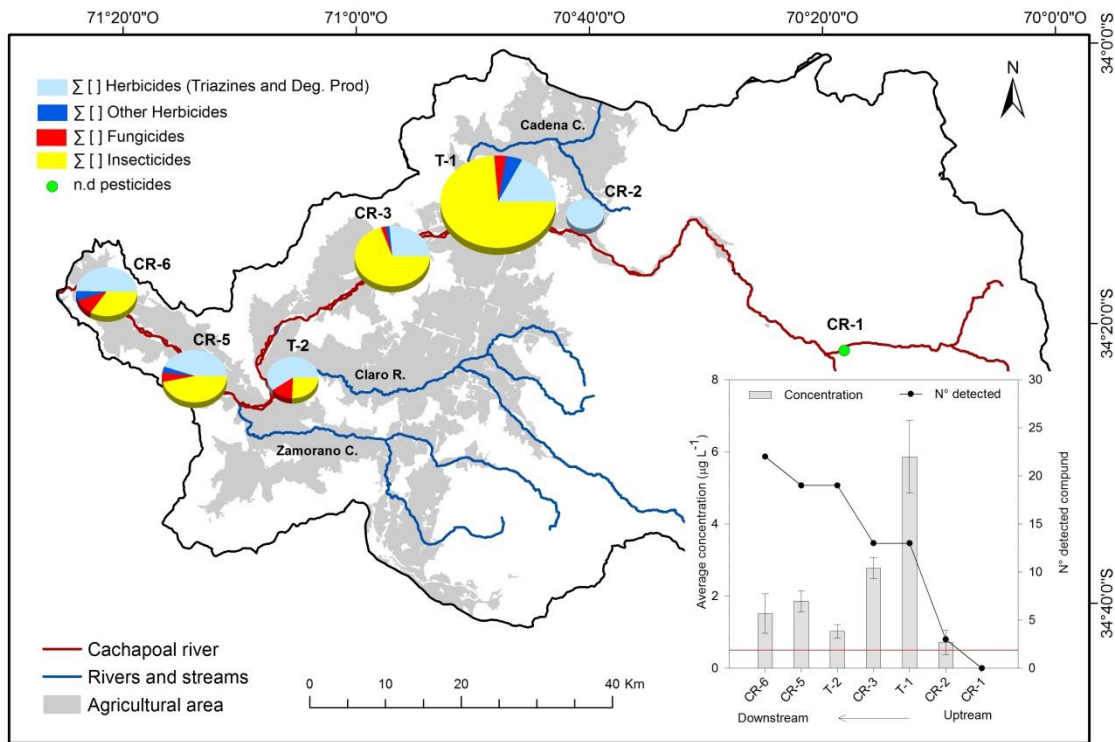 71°20'0"O 71°0'0"O 70°40'0"O 70°20'0"O 70°0'0"O
34°0'0"S
34°20'0"S
34°40'0"S
∑ [ ] Herbicides (Triazines and Deg. Prod)
∑ [ ] Other Herbicides
∑ [ ] Fungicides
∑ [ ] Insecticides
n.d pesticides
N
Cadena C.
T-1
CR-2
CR-3
CR-6
CR-1
CR-5
T-2
Claro R.
Zamorano C.
Cachapoal river
Rivers and streams
Agricultural area
0 10 20 40 Km
Concentration N° detected
Average concentration (µg L-1)
8
6
4
2
0
30
25
20
15
10
5
0
N° detected compund
CR-6 CR-5 T-2 CR-3 T-1 CR-2 CR-1
Downstream Uptream